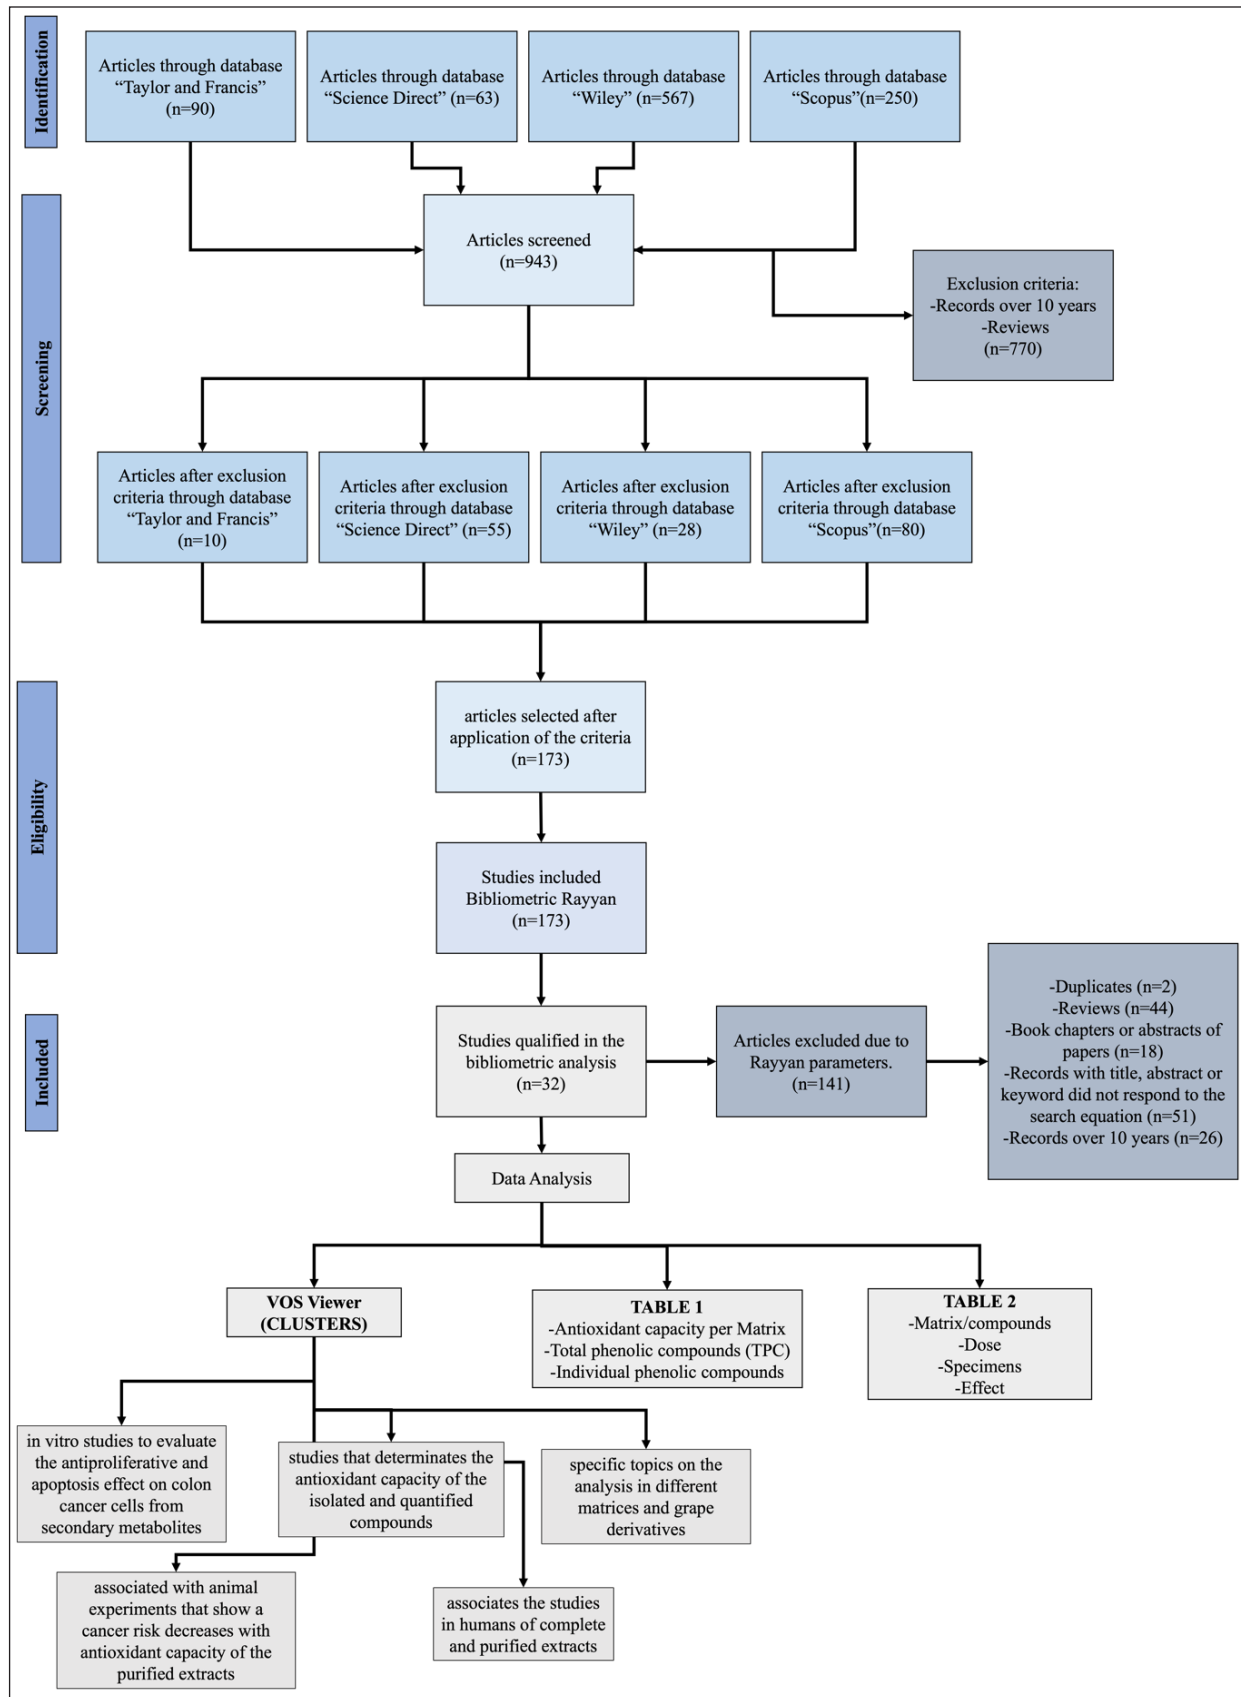 Identification
Articles through database
“Taylor and Francis”
(n=90)
Articles through database
“Science Direct” (n=63)
Articles through database
“Wiley” (n=567)
Articles through database
“Scopus”(n=250)
Screening
Articles screened
(n=943)
Exclusion criteria:
-Records over 10 years
-Reviews
(n=770)
Articles after exclusion
criteria through database
“Taylor and Francis”
(n=10)
Articles after exclusion
criteria through database
“Science Direct” (n=55)
Articles after exclusion
criteria through database
“Wiley” (n=28)
Articles after exclusion
criteria through database
“Scopus”(n=80)
Eligibility
articles selected after
application of the criteria
(n=173)
Studies included
Bibliometric Rayyan
(n=173)
Included
Studies qualified in the
bibliometric analysis
(n=32)
Articles excluded due to
Rayyan parameters.
(n=141)
-Duplicates (n=2)
-Reviews (n=44)
-Book chapters or abstracts of
papers (n=18)
-Records with title, abstract or
keyword did not respond to the
search equation (n=51)
-Records over 10 years (n=26)
Data Analysis
VOS Viewer
(CLUSTERS)
TABLE 1
-Antioxidant capacity per Matrix
-Total phenolic compounds (TPC)
-Individual phenolic compounds
TABLE 2
-Matrix/compounds
-Dose
-Specimens
-Effect
in vitro studies to evaluate
the antiproliferative and
apoptosis effect on colon
cancer cells from
secondary metabolites
studies that determinates the
antioxidant capacity of the
isolated and quantified
compounds
specific topics on the
analysis in different
matrices and grape
derivatives
associated with animal
experiments that show a
cancer risk decreases with
antioxidant capacity of the
purified extracts
associates the studies
in humans of complete
and purified extracts